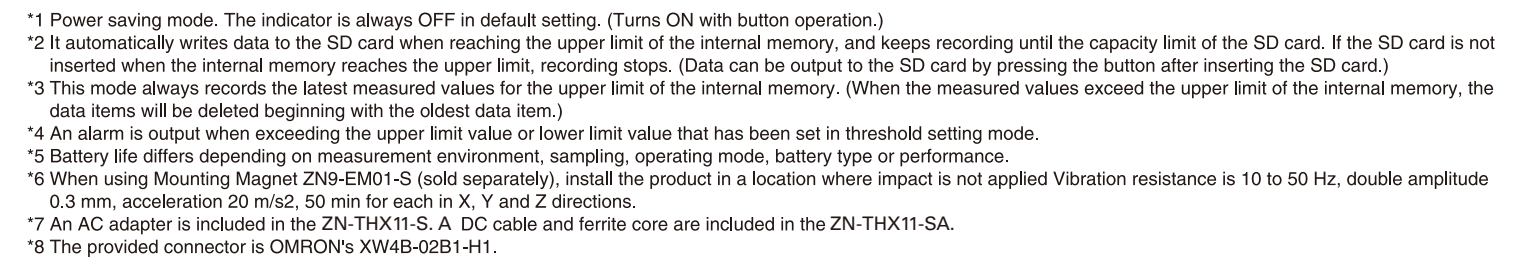 *1 Power saving mode. The indicator is always OFF in default setting. (Turns ON with button operation.)
*2 It automatically writes data to the SD card when reaching the upper limit of the internal memory, and keeps recording until the capacity limit of the SD card. If the SD card is not
inserted when the internal memory reaches the upper limit, recording stops. (Data can be output to the SD card by pressing the button after inserting the SD card.)
*3 This mode always records the latest measured values for the upper limit of the internal memory. (When the measured values exceed the upper limit of the internal memory, the
data items will be deleted beginning with the oldest data item.)
*4 An alarm is output when exceeding the upper limit value or lower limit value that has been set in threshold setting mode.
*5 Battery life differs depending on measurement environment, sampling, operating mode, battery type or performance.
*6 When using Mounting Magnet ZN9-EM01-S (sold separately), install the product in a location where impact is not applied Vibration resistance is 10 to 50 Hz, double amplitude
0.3 mm, acceleration 20 m/s2, 50 min for each in X, Y and Z directions.
*7 An AC adapter is included in the ZN-THX11-S. A DC cable and ferrite core are included in the ZN-THX11-SA.
*8 The provided connector is OMRON's XW4B-02B1-H1.